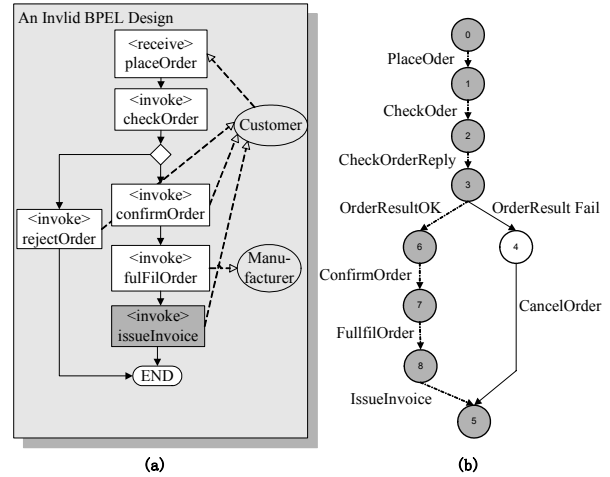 An Invlid BPEL Design
<receive>
placeOrder
<invoke>
checkOrder
Customer
<invoke>
confirmOrder
<invoke>
rejectOrder
<invoke>
fulFilOrder
Manu-
facturer
<invoke>
issueInvoice
END
(a)
0
PlaceOder
1
CheckOder
2
CheckOrderReply
3
OrderResultOK
OrderResult Fail
6
4
ConfirmOrder
7
CancelOrder
FullfilOrder
8
IssueInvoice
5
(b)